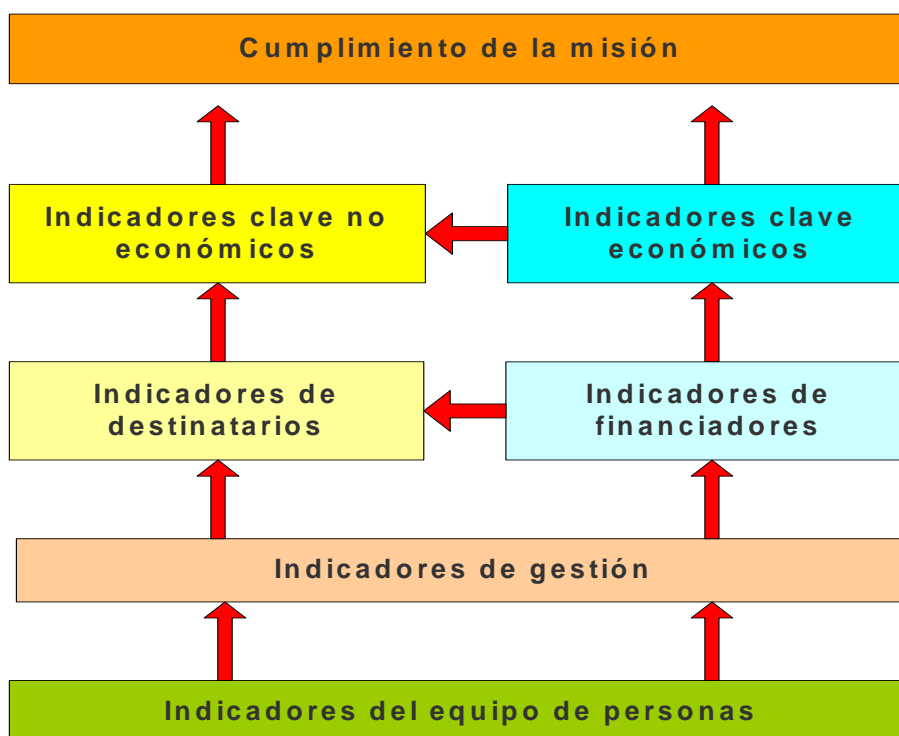 Cumplimiento de la misión
Indicadores clave no
económicos
Indicadores clave
económicos
Indicadores de
destinatarios
Indicadores de
financiadores
Indicadores de gestión
Indicadores del equipo de personas